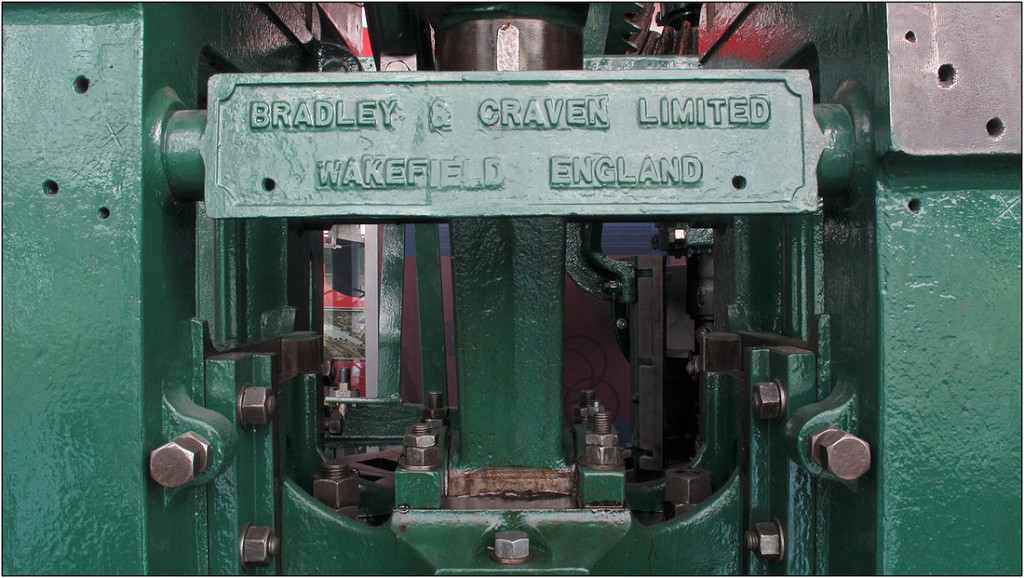 BRADLEY & CRAVEN LIMITED
WAKEFIELD ENGLAND